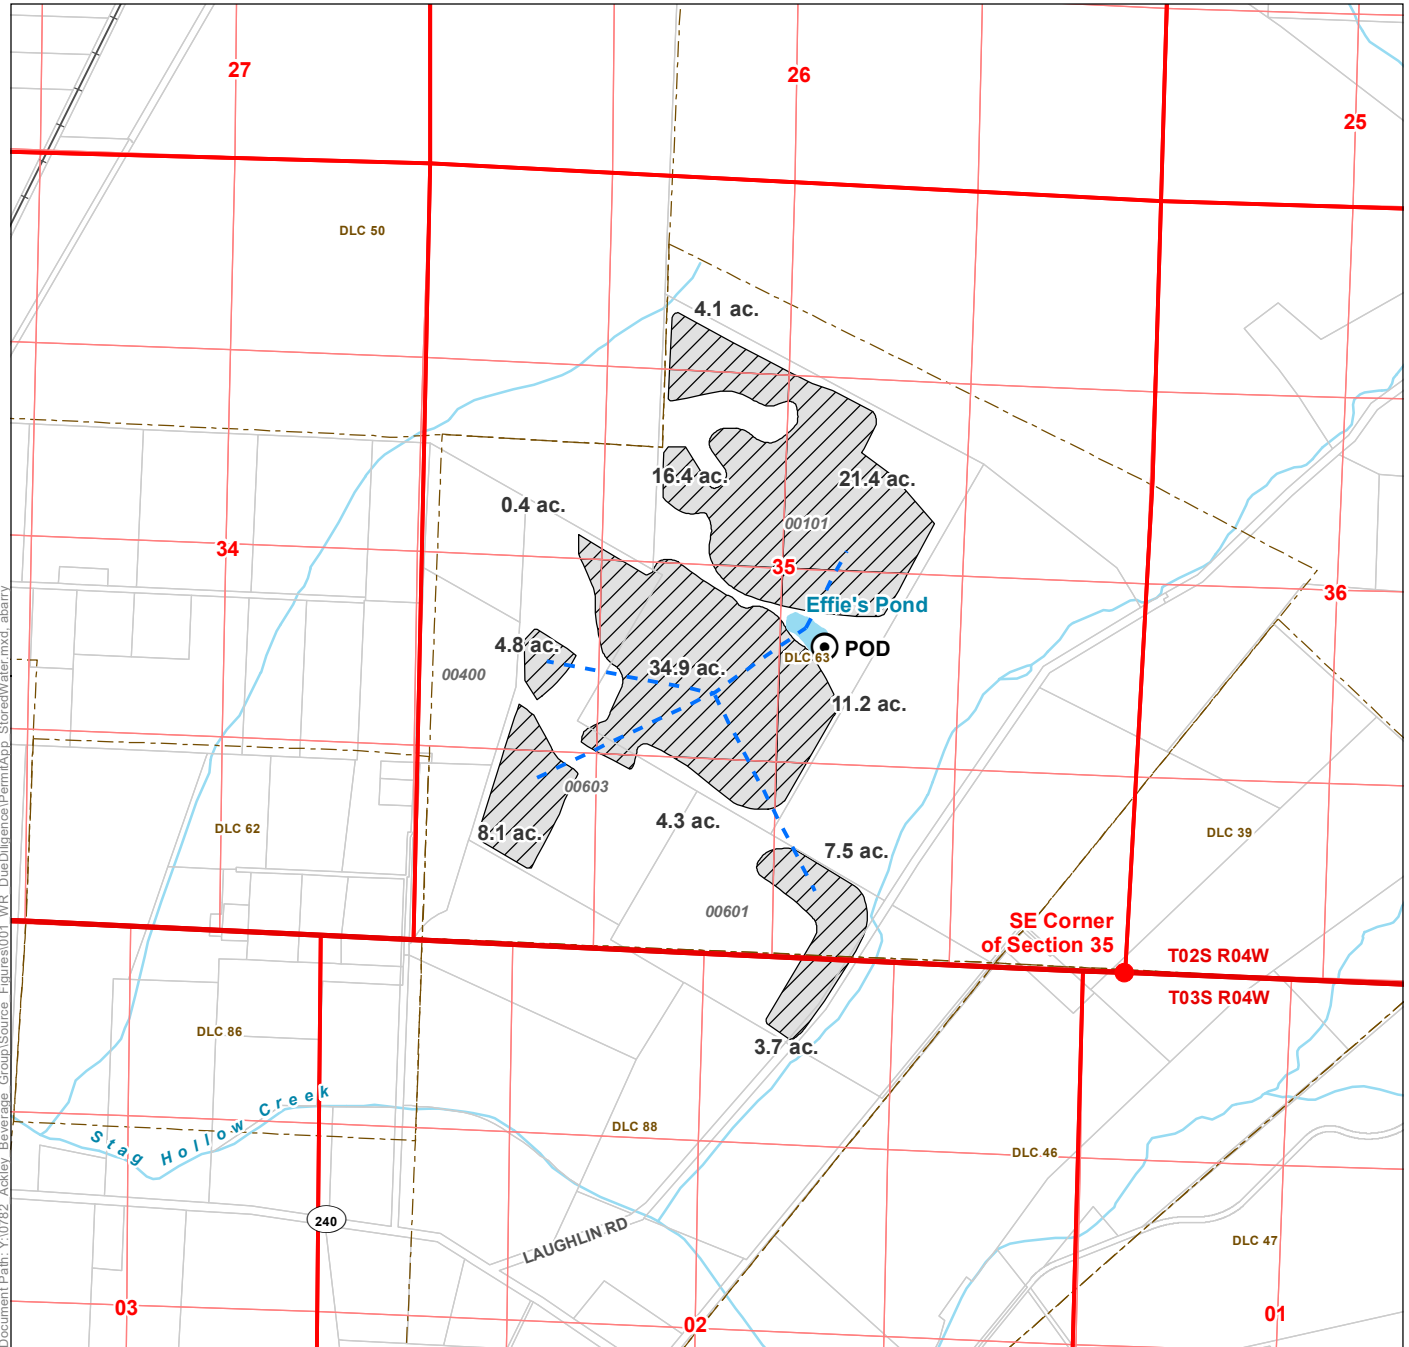 27
26
25
DLC 50
4.1 ac.
16.4 ac.
21.4 ac.
0.4 ac.
00101
34
35
36
Effie's Pond
POD
DLC 63
4.8 ac.
34.9 ac.
00400
11.2 ac.
00603
4.3 ac.
8.1 ac.
DLC 62
DLC 39
7.5 ac.
00601
SE Corner
of Section 35
T02S R04W
T03S R04W
DLC 86
3.7 ac.
Stag Hollow Creek
DLC 88
DLC 46
240
LAUGHLIN RD
DLC 47
03
02
01
Document Path: Y:\0782_Ackley_Beverage_Group\Source_Figures\001_WR_DueDiligence\PermitApp_StoredWater.mxd, abarry